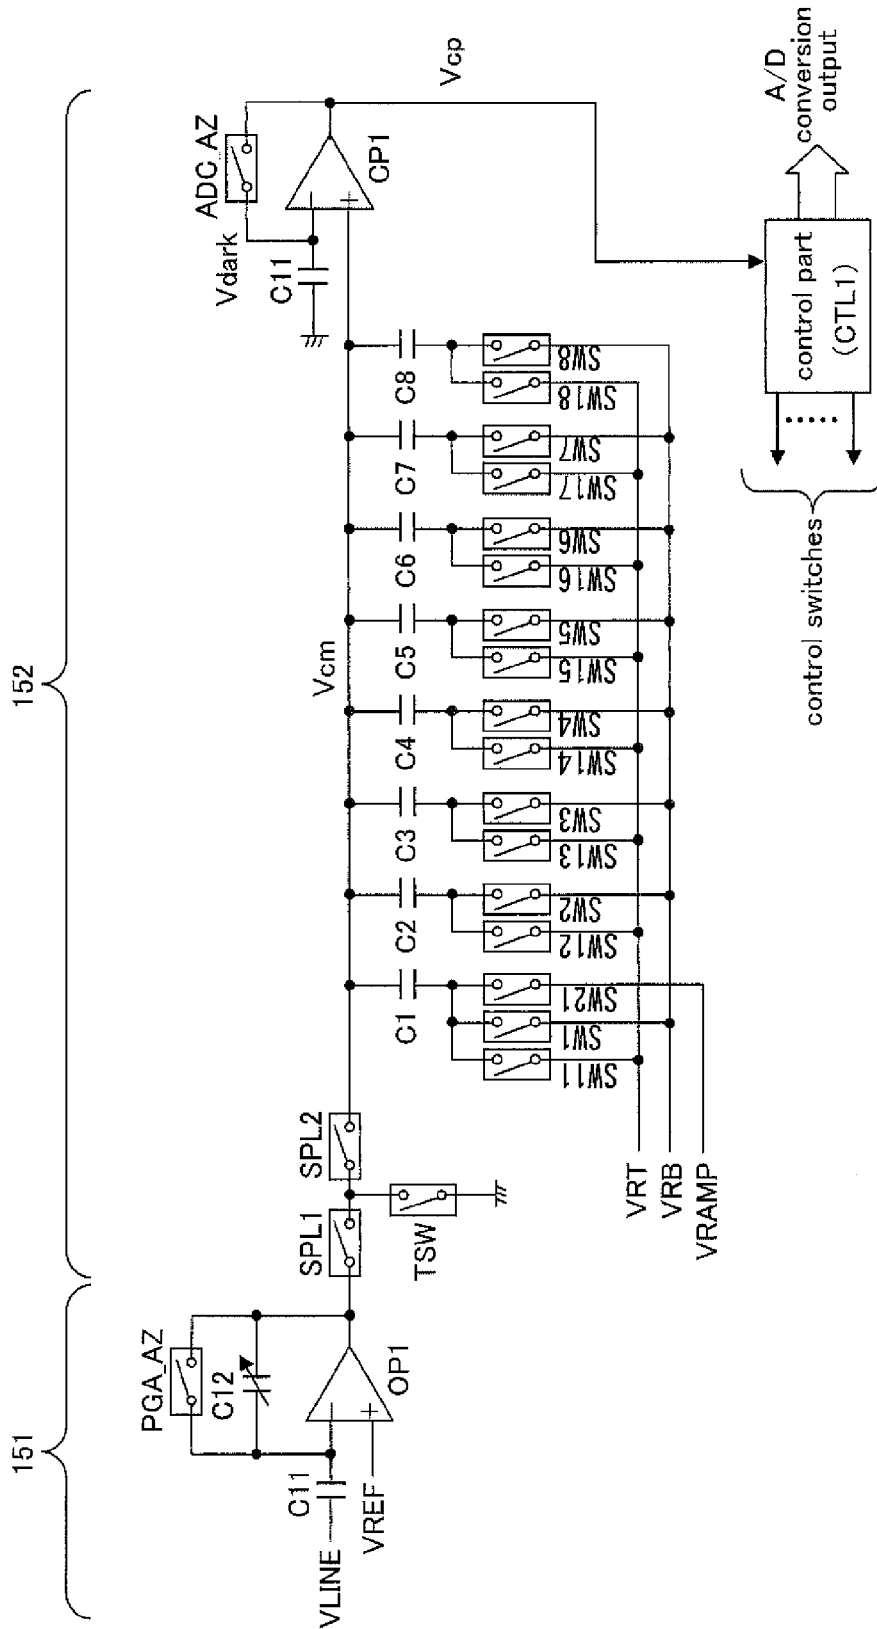 151
152
PGA_AZ
C12
C11
VLINE
VREF
OP1
SPL1
SPL2
TSW
Vcm
ADC_AZ
Vdark
C11
CP1
Vcp
C1
C2
C3
C4
C5
C6
C7
C8
SW11
SW1
SW21
SW12
SW2
SW13
SW3
SW14
SW4
SW15
SW5
SW16
SW6
SW17
SW7
SW18
SW8
VRT
VRB
VRAMP
control part
(CTL1)
A/D
conversion
output
control switches